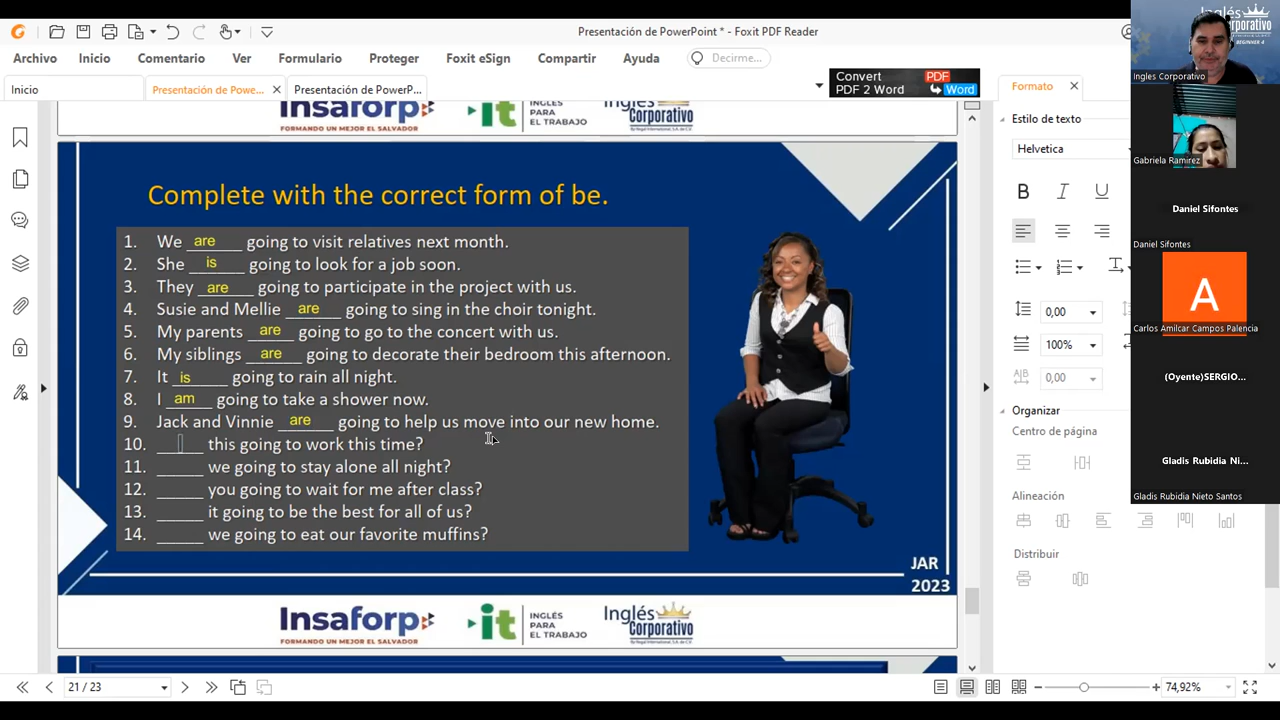 Presentación de PowerPoint * - Foxit PDF Reader
Archivo Inicio Comentario Ver Formulario Proteger Foxit eSign Compartir Ayuda Decirme...
Inicio Presentación de Powe... Presentación de PowerP...
Convert PDF
PDF 2 Word Word
Insaforp
FORMANDO UN MEJOR EL SALVADOR
it INGLÉS PARA EL TRABAJO
Inglés Corporativo
Complete with the correct form of be.
1. We are going to visit relatives next month.
2. She is going to look for a job soon.
3. They are going to participate in the project with us.
4. Susie and Mellie are going to sing in the choir tonight.
5. My parents are going to go to the concert with us.
6. My siblings are going to decorate their bedroom this afternoon.
7. It is going to rain all night.
8. I am going to take a shower now.
9. Jack and Vinnie are going to help us move into our new home.
10. _____ this going to work this time?
11. _____ we going to stay alone all night?
12. _____ you going to wait for me after class?
13. _____ it going to be the best for all of us?
14. _____ we going to eat our favorite muffins?
JAR
2023
Insaforp
FORMANDO UN MEJOR EL SALVADOR
it INGLÉS PARA EL TRABAJO
Inglés Corporativo
21 / 23
74,92%
Formato
Estilo de texto
Helvetica
B I U
0,00
100%
0,00
Organizar
Centro de página
Alineación
Distribuir
Inglés
Corporativo
BEGINNER 4
Ingles Corporativo
Gabriela Ramirez
Daniel Sifontes
Daniel Sifontes
A
Carlos Amilcar Campos Palencia
(Oyente)SERGIO...
Gladis Rubidia Ni...
Gladis Rubidia Nieto Santos